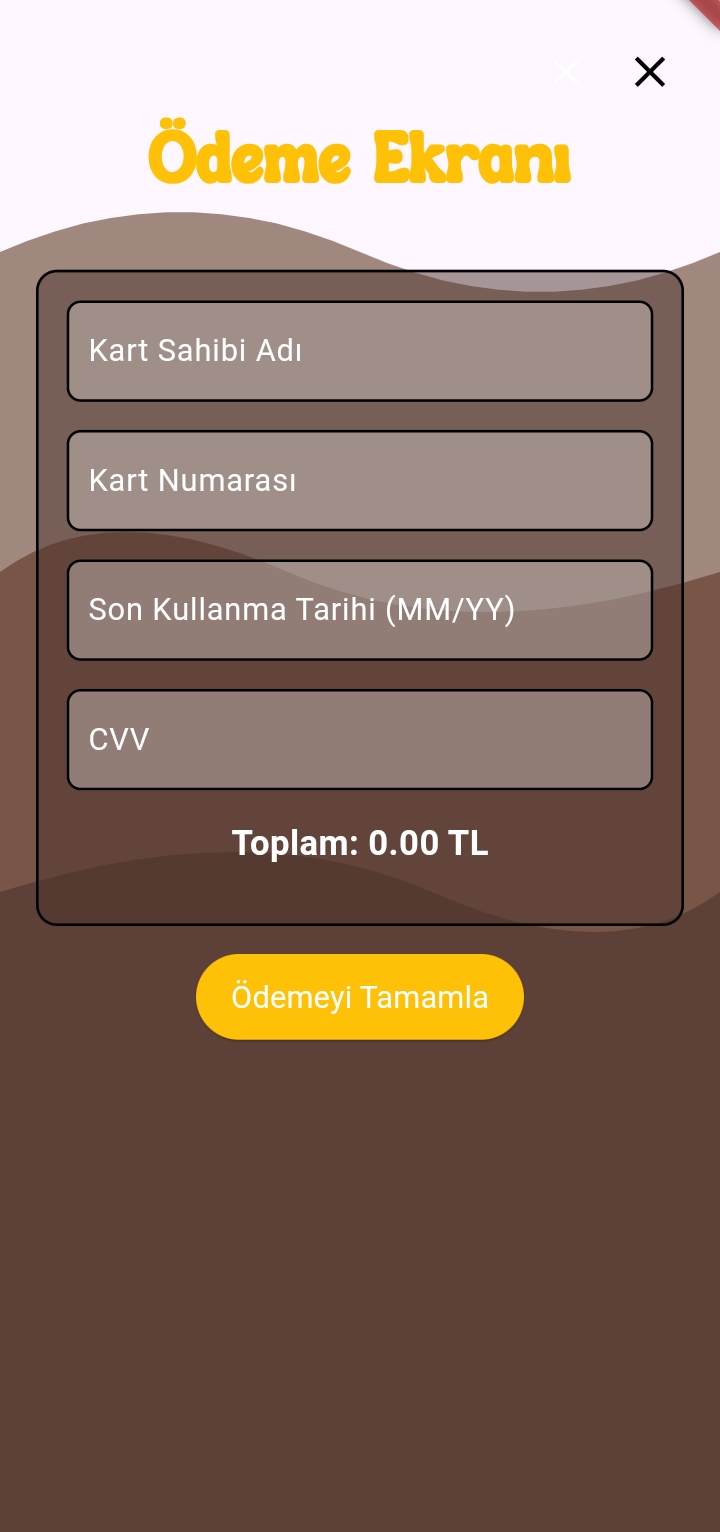 Ödeme Ekranı
Kart Sahibi Adı
Kart Numarası
Son Kullanma Tarihi (MM/YY)
CVV
Toplam: 0.00 TL
Ödemeyi Tamamla